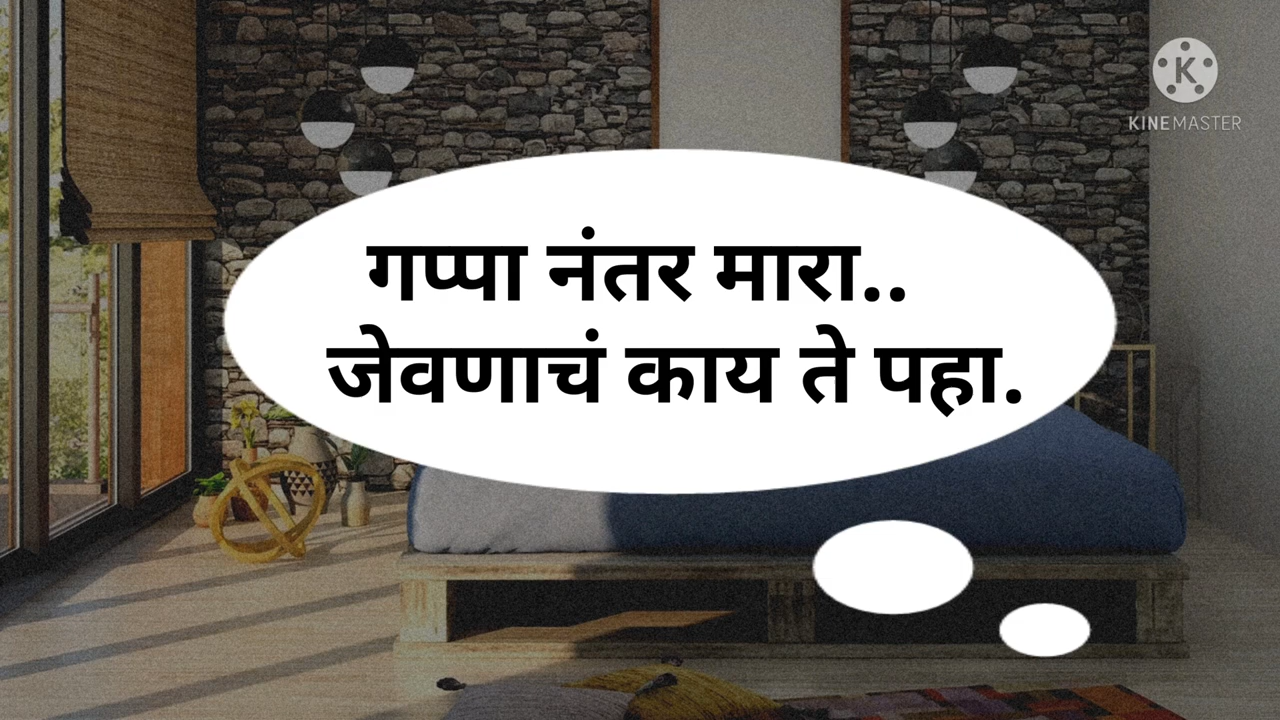 गप्पा नंतर मारा..
जेवणाचं काय ते पहा.
KINEMASTER